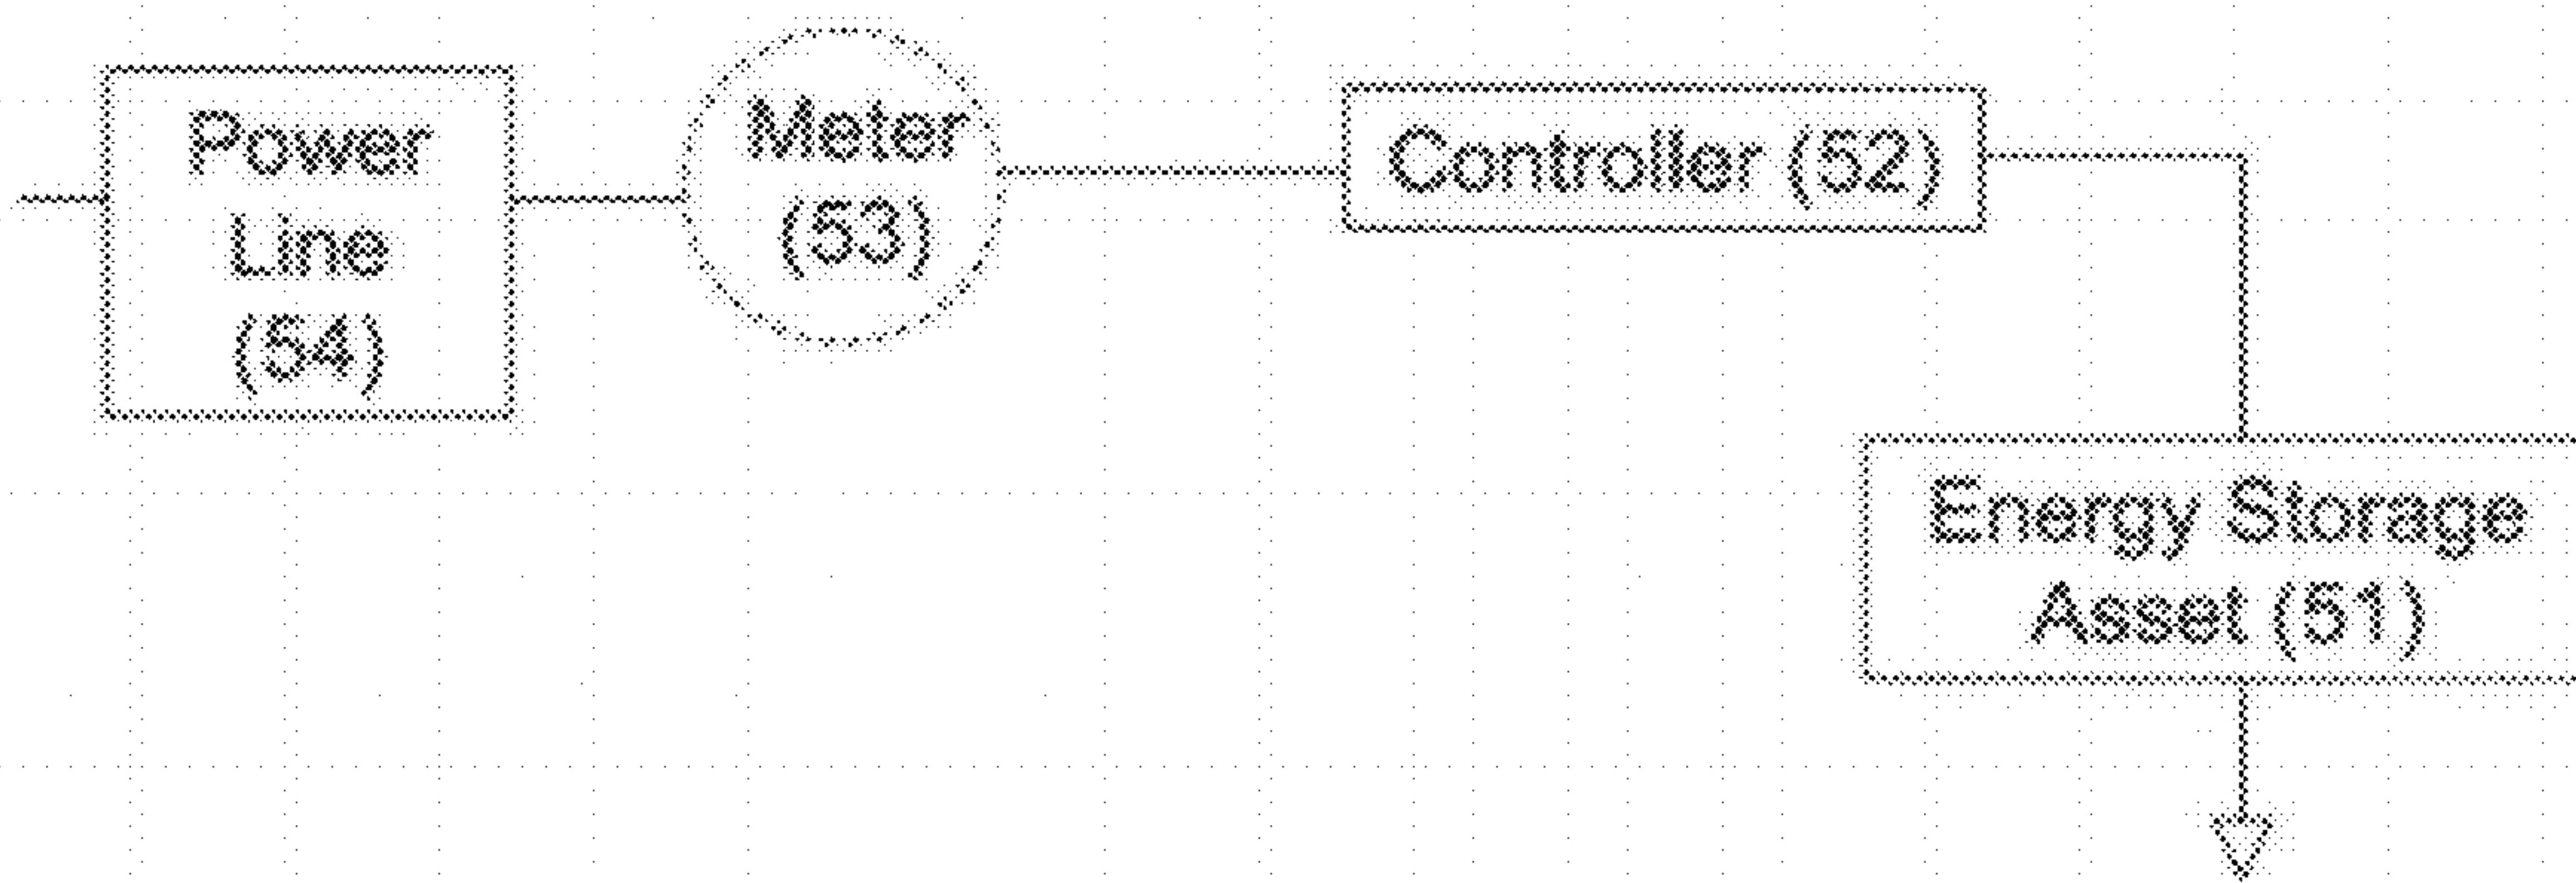 Power
Line
(54)
Meter
(53)
Controller (52)
Energy Storage
Asset (51)